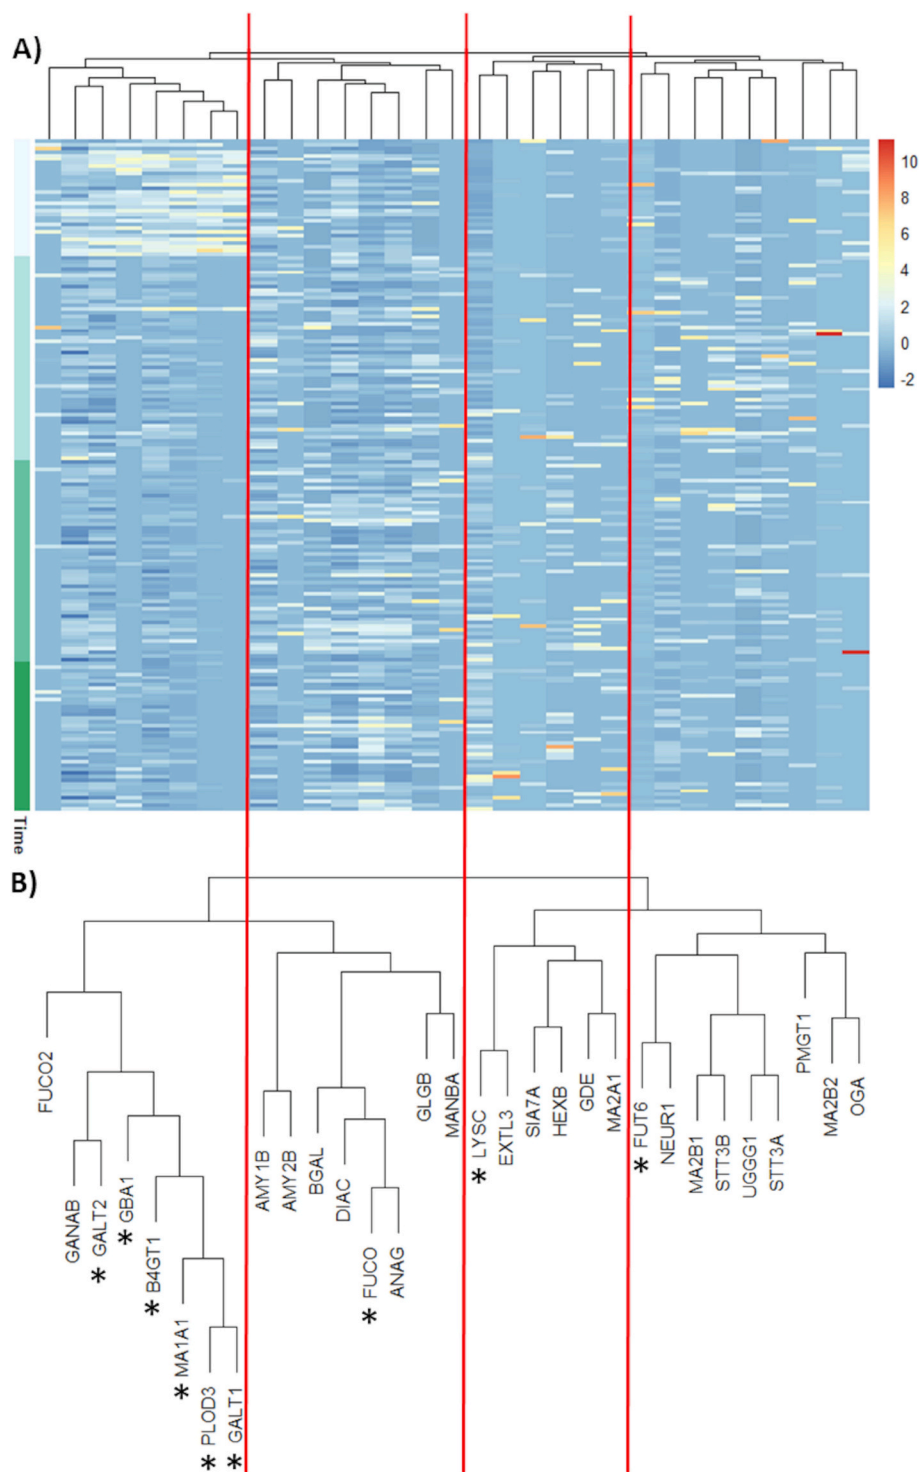 A)
10
8
6
4
2
0
-2
Time
B)
FUCO2
GANAB
* GALT2
* GBA1
* B4GT1
* MA1A1
* PLOD3
* GALT1
AMY1B
AMY2B
BGAL
DIAC
* FUCO
ANAG
GLGB
MANBA
* LYSC
EXTL3
SIA7A
HEXB
GDE
MA2A1
* FUT6
NEUR1
MA2B1
STT3B
UGGG1
STT3A
PMGT1
MA2B2
OGA